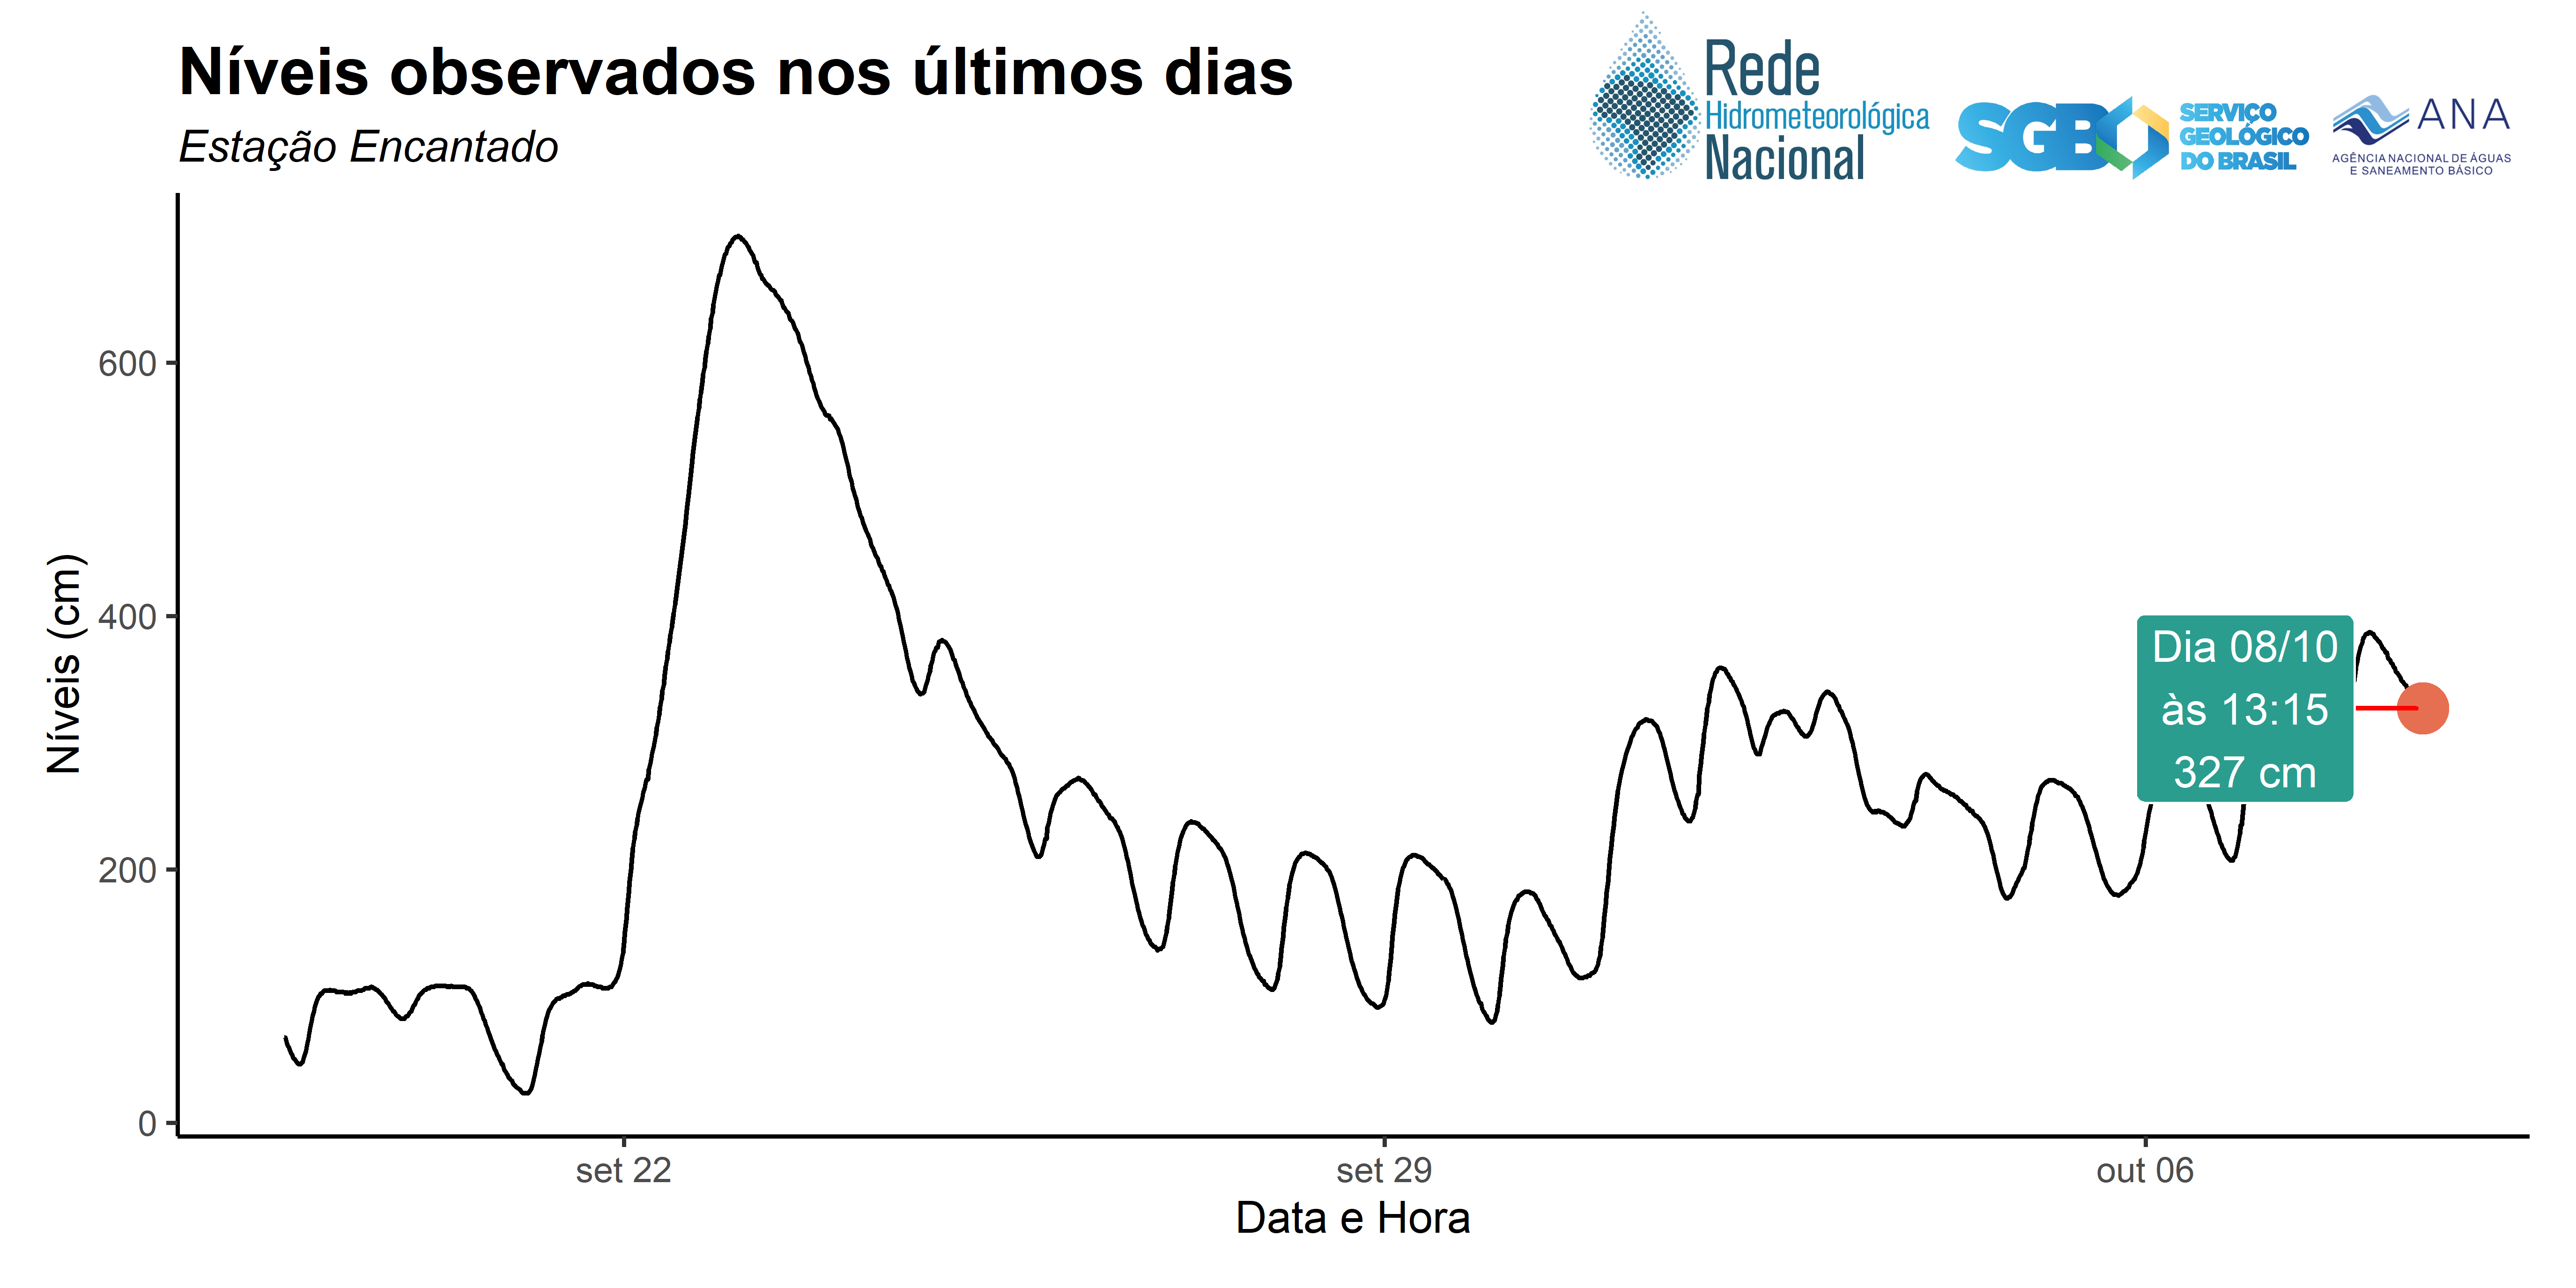 Níveis observados nos últimos dias
Estação Encantado
Rede
Hidrometeorológica
Nacional
SGB
SERVIÇO
GEOLÓGICO
DO BRASIL
ANA
AGÊNCIA NACIONAL DE ÁGUAS
E SANEAMENTO BÁSICO
Níveis (cm)
600
400
200
0
Dia 08/10
às 13:15
327 cm
set 22
set 29
out 06
Data e Hora